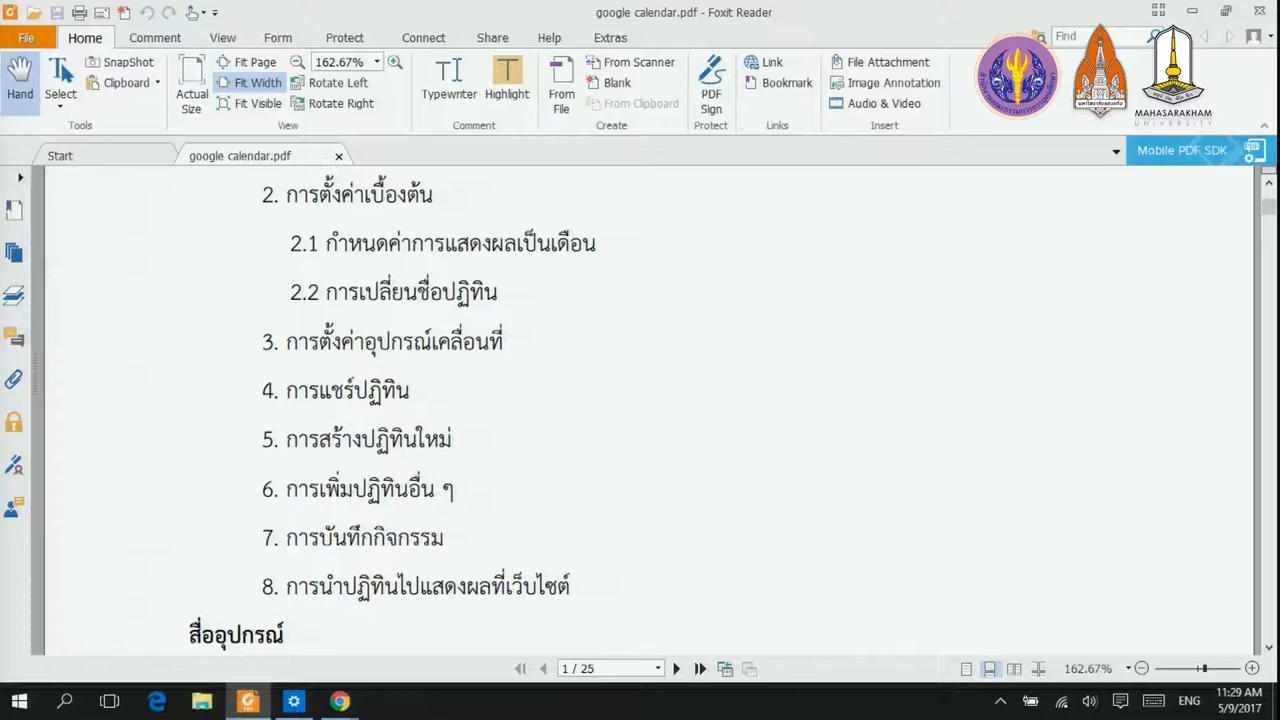 google calendar.pdf - Foxit Reader
File Home Comment View Form Protect Connect Share Help Extras Find
Hand
Select
SnapShot
Clipboard
Tools
Actual Size
Fit Page
Fit Width
Fit Visible
162.67%
Rotate Left
Rotate Right
View
Typewriter
Highlight
Comment
From File
From Scanner
Blank
From Clipboard
Create
PDF Sign
Protect
Link
Bookmark
Links
File Attachment
Image Annotation
Audio & Video
Insert
MAHASARAKHAM
UNIVERSITY
Start google calendar.pdf Mobile PDF SDK
2. การตั้งค่าเบื้องต้น
2.1 กำหนดค่าการแสดงผลเป็นเดือน
2.2 การเปลี่ยนชื่อปฏิทิน
3. การตั้งค่าอุปกรณ์เคลื่อนที่
4. การแชร์ปฏิทิน
5. การสร้างปฏิทินใหม่
6. การเพิ่มปฏิทินอื่น ๆ
7. การบันทึกกิจกรรม
8. การนำปฏิทินไปแสดงผลที่เว็บไซต์
สื่ออุปกรณ์
1 / 25 162.67%
ENG 11:29 AM
5/9/2017